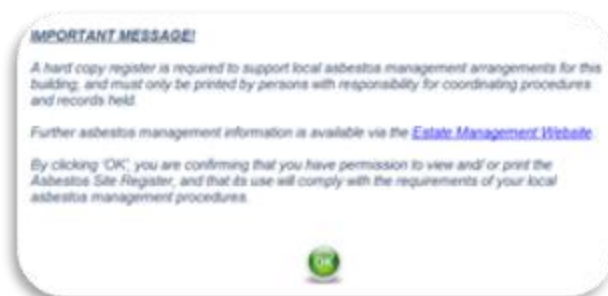 IMPORTANT MESSAGE!
A hard copy register is required to support local asbestos management arrangements for this
building, and must only be printed by persons with responsibility for coordinating procedures
and records held.
Further asbestos management information is available via the Estate Management Website
By clicking 'OK', you are confirming that you have permission to view and/ or print the
Asbestos Site Register, and that its use will comply with the requirements of your local
asbestos management procedures.
OK